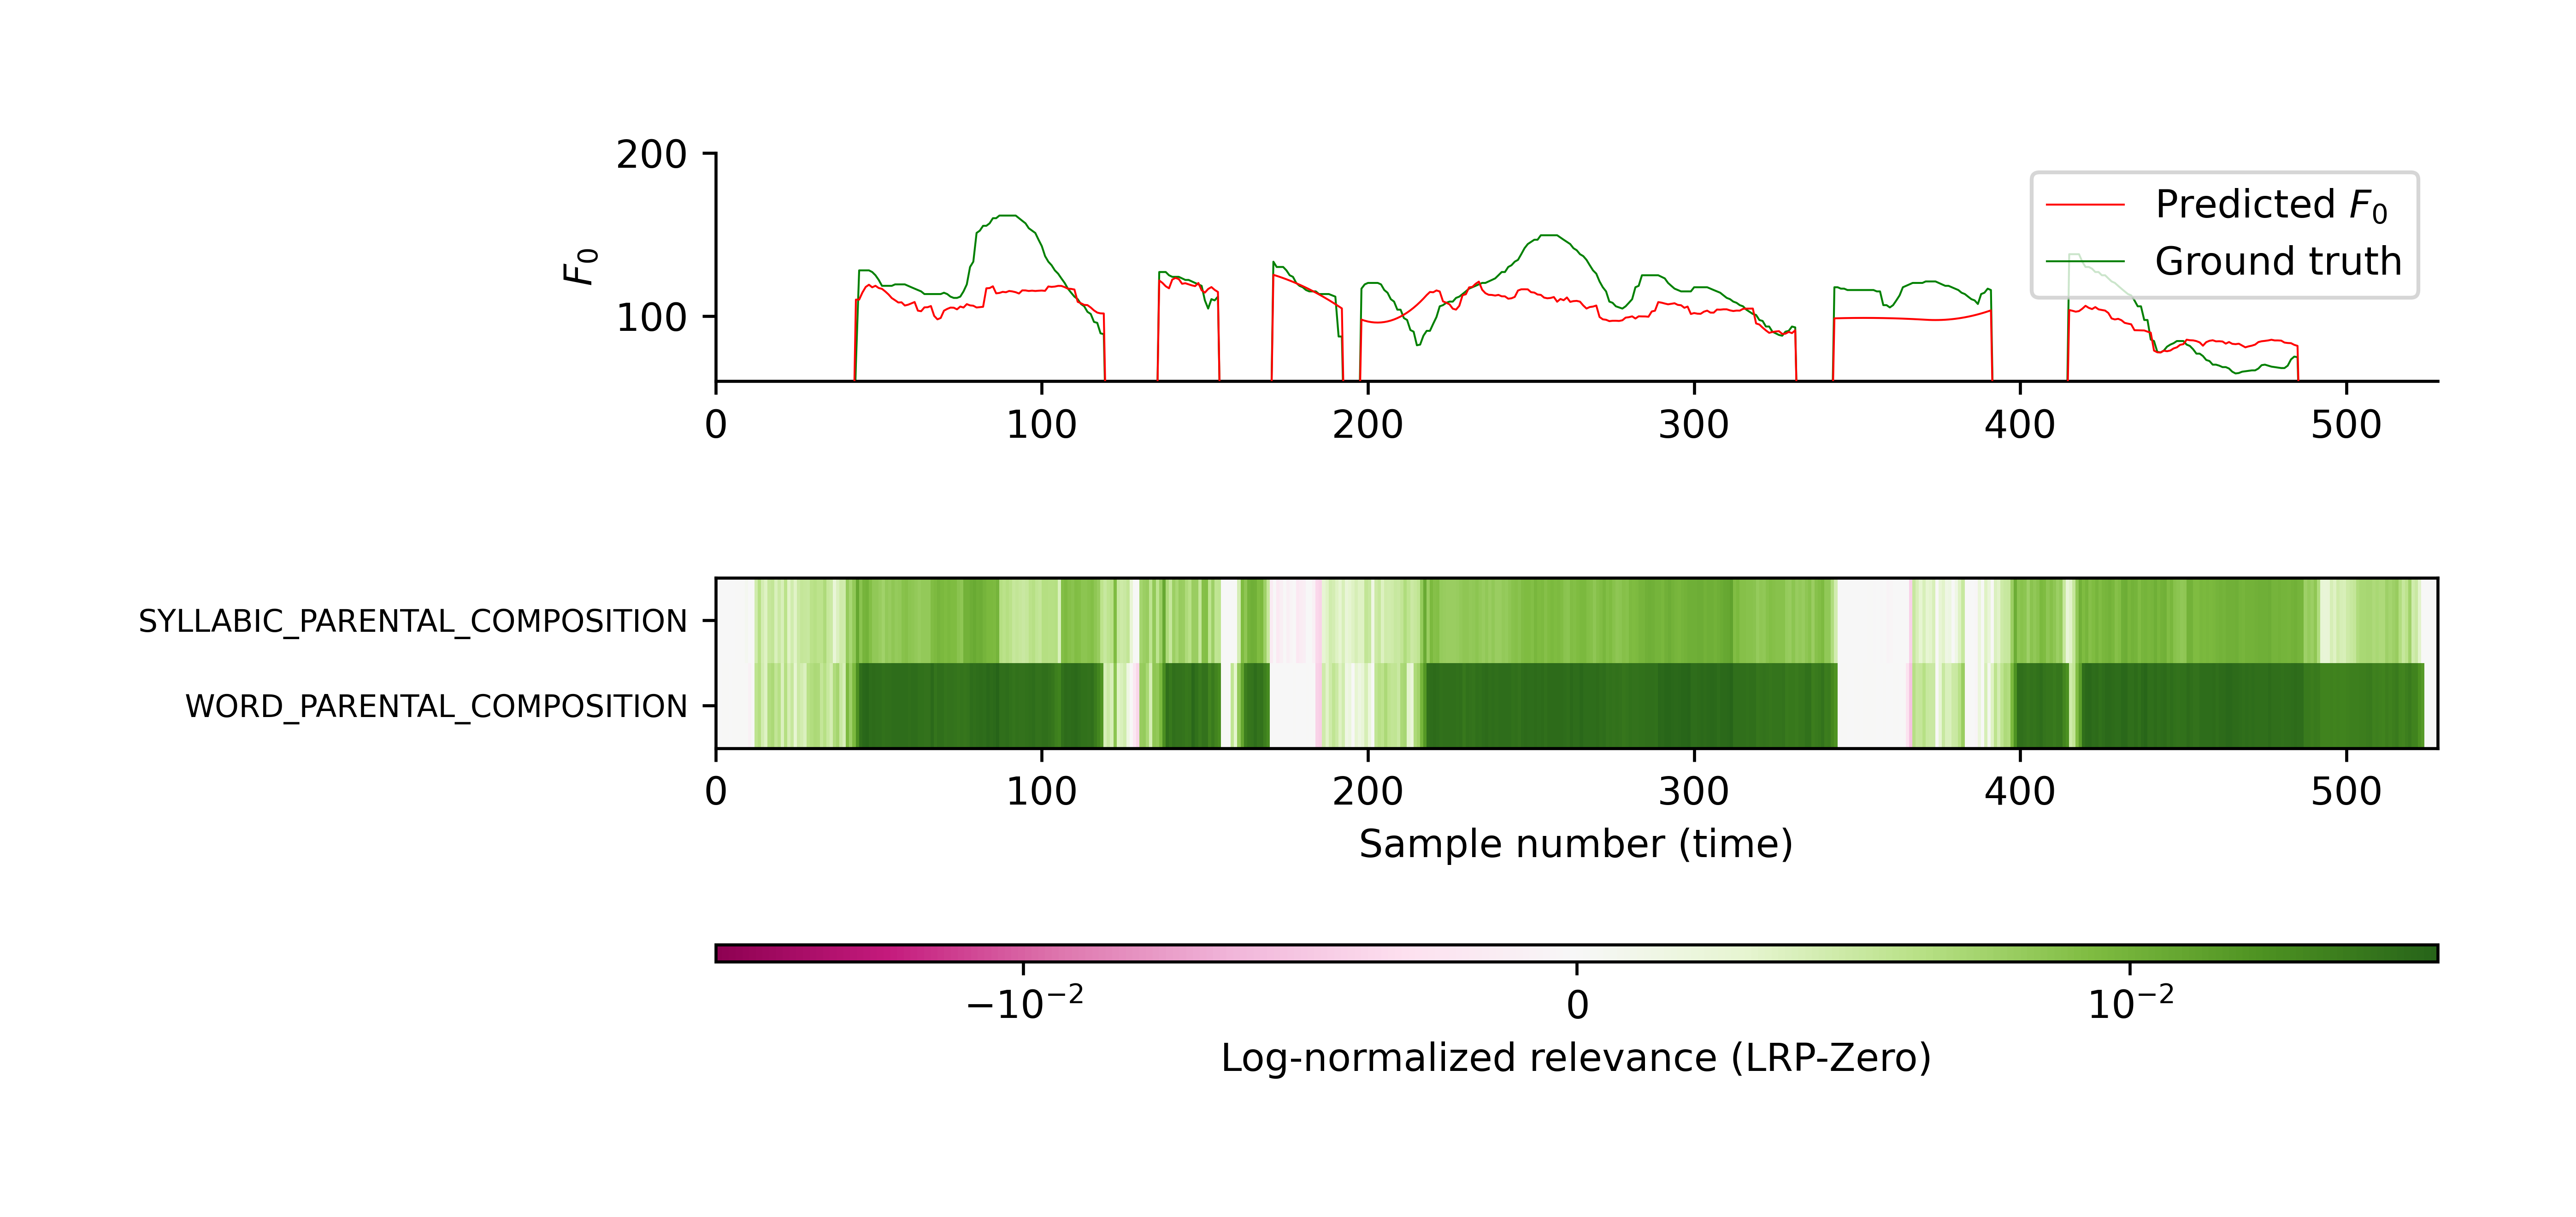 200
100
F₀
Predicted F₀
Ground truth
0 100 200 300 400 500
SYLLABIC_PARENTAL_COMPOSITION
WORD_PARENTAL_COMPOSITION
0 100 200 300 400 500
Sample number (time)
−10⁻² 0 10⁻²
Log-normalized relevance (LRP-Zero)